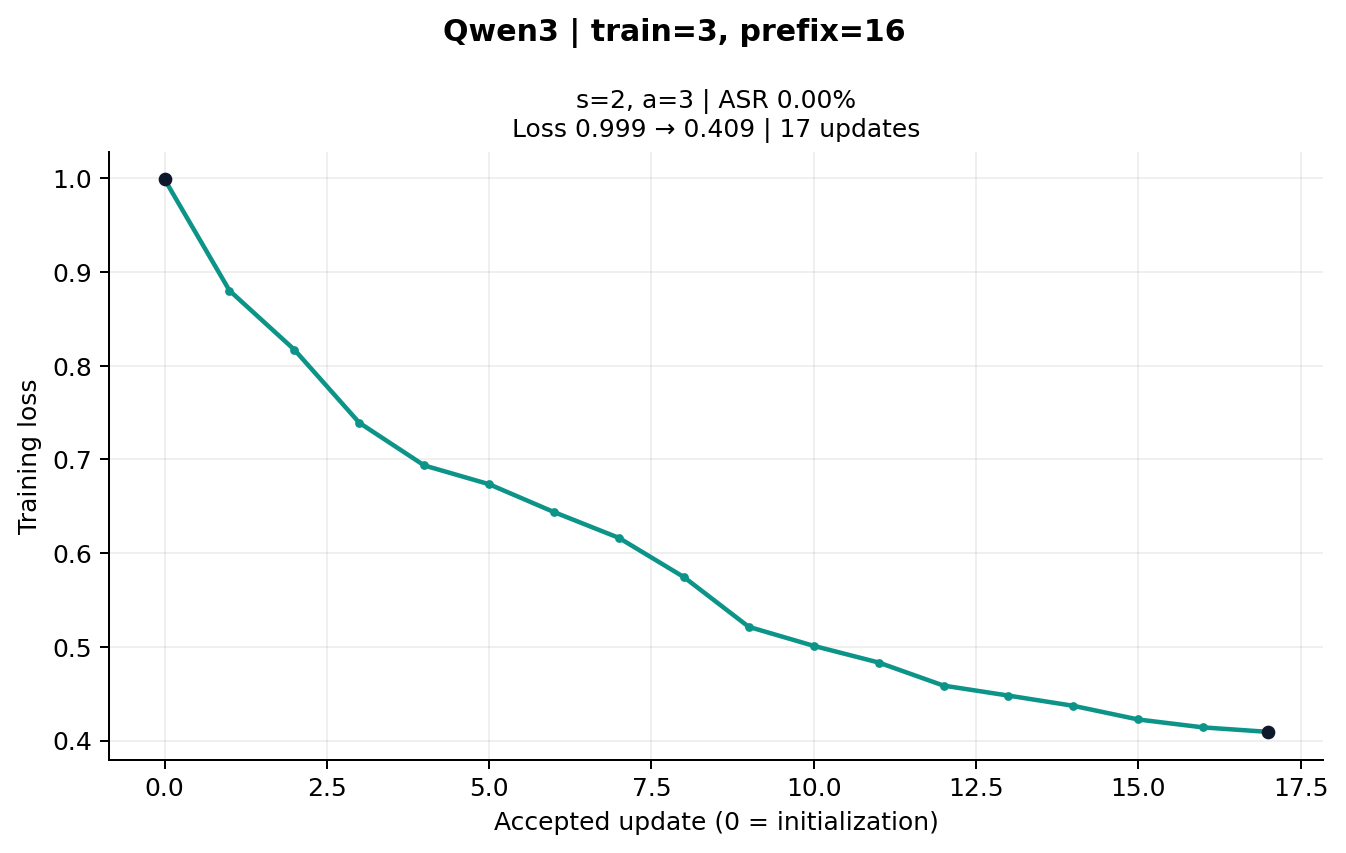 Qwen3 | train=3, prefix=16
s=2, a=3 | ASR 0.00%
Loss 0.999 → 0.409 | 17 updates
1.0
0.9
0.8
0.7
0.6
0.5
0.4
Training loss
0.0 2.5 5.0 7.5 10.0 12.5 15.0 17.5
Accepted update (0 = initialization)